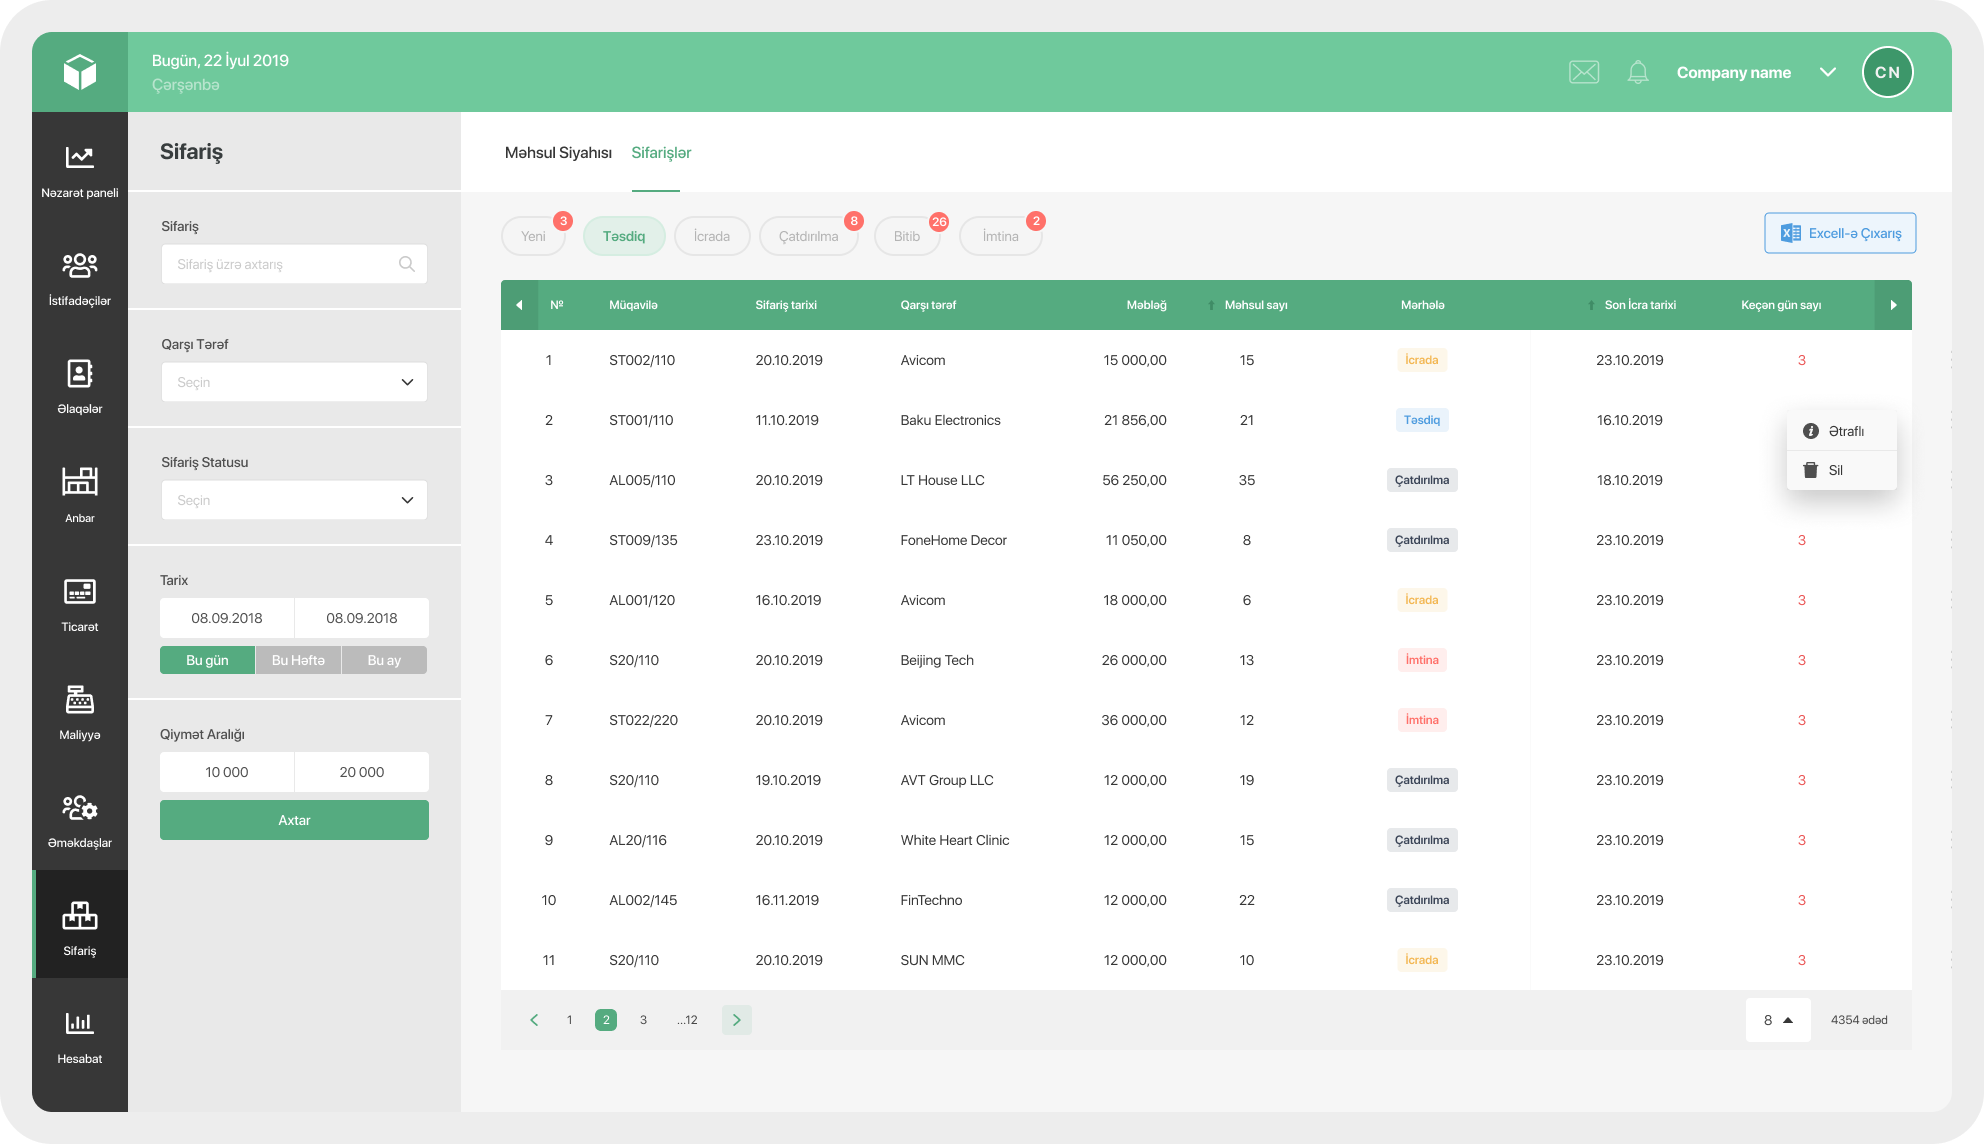 Bugün, 22 İyul 2019
Çərşənbə
Company name
CN
Nəzarət paneli
İstifadəçilər
Əlaqələr
Anbar
Ticarət
Maliyyə
Əməkdaşlar
Sifariş
Hesabat
Sifariş
Sifariş
Sifariş üzrə axtarış
Qarşı Tərəf
Seçin
Sifariş Statusu
Seçin
Tarix
08.09.2018 08.09.2018
Bu gün Bu Həftə Bu ay
Qiymət Aralığı
10 000 20 000
Axtar
Məhsul Siyahısı Sifarişlər
Yeni 3 Təsdiq İcrada Çatdırılma 8 Bitib 26 İmtina 2
Excell-ə Çıxarış
№ Müqavilə Sifariş tarixi Qarşı tərəf Məbləğ Məhsul sayı Mərhələ Son İcra tarixi Keçən gün sayı
1 ST002/110 20.10.2019 Avicom 15 000,00 15 İcrada 23.10.2019 3
2 ST001/110 11.10.2019 Baku Electronics 21 856,00 21 Təsdiq 16.10.2019
Ətraflı
Sil
3 AL005/110 20.10.2019 LT House LLC 56 250,00 35 Çatdırılma 18.10.2019
4 ST009/135 23.10.2019 FoneHome Decor 11 050,00 8 Çatdırılma 23.10.2019 3
5 AL001/120 16.10.2019 Avicom 18 000,00 6 İcrada 23.10.2019 3
6 S20/110 20.10.2019 Beijing Tech 26 000,00 13 İmtina 23.10.2019 3
7 ST022/220 20.10.2019 Avicom 36 000,00 12 İmtina 23.10.2019 3
8 S20/110 19.10.2019 AVT Group LLC 12 000,00 19 Çatdırılma 23.10.2019 3
9 AL20/116 20.10.2019 White Heart Clinic 12 000,00 15 Çatdırılma 23.10.2019 3
10 AL002/145 16.11.2019 FinTechno 12 000,00 22 Çatdırılma 23.10.2019 3
11 S20/110 20.10.2019 SUN MMC 12 000,00 10 İcrada 23.10.2019 3
1 2 3 ...12
8 4354 ədəd